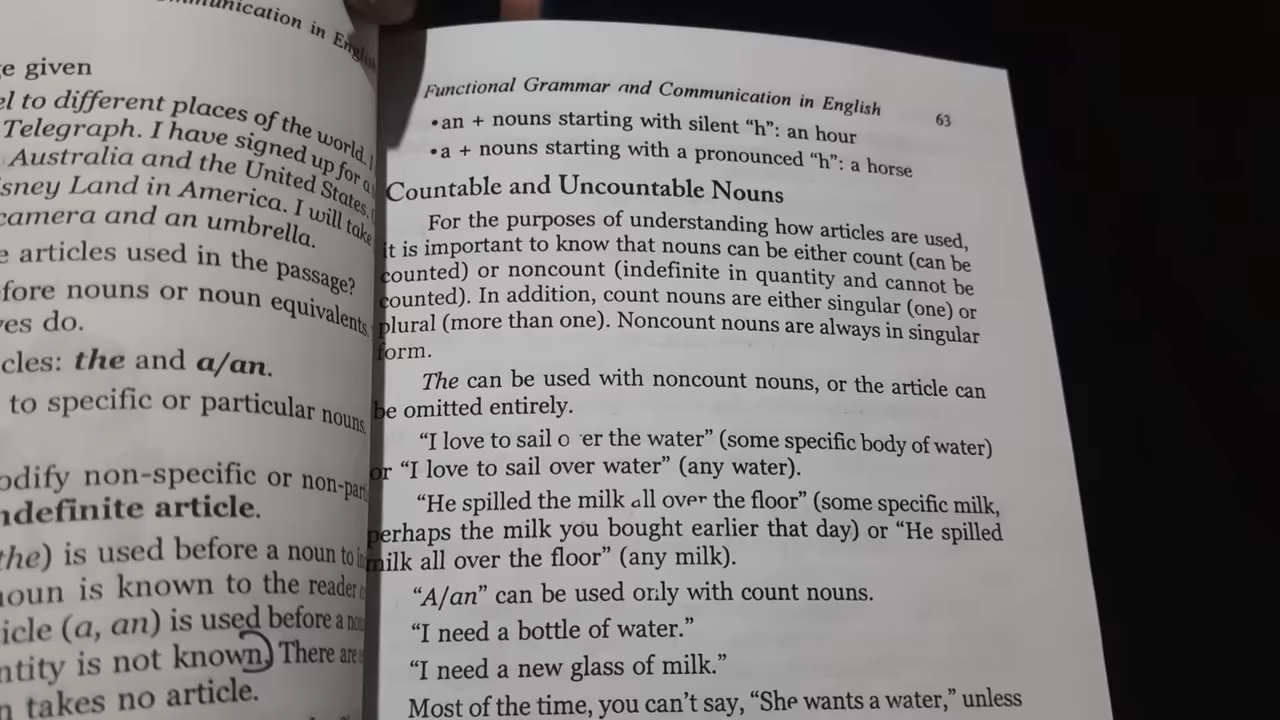 munication in English
e given
el to different places of the world. I
Telegraph. I have signed up for a
Australia and the United States.
sney Land in America. I will take
camera and an umbrella.
e articles used in the passage?
fore nouns or noun equivalents.
ves do.
cles: the and a/an.
to specific or particular nouns.
odify non-specific or non-part
ndefinite article.
the) is used before a noun to in
noun is known to the reader
icle (a, an) is used before a nou
ntity is not known. There are
n takes no article.
Functional Grammar and Communication in English 63
•an + nouns starting with silent “h”: an hour
•a + nouns starting with a pronounced “h”: a horse
Countable and Uncountable Nouns
For the purposes of understanding how articles are used,
it is important to know that nouns can be either count (can be
counted) or noncount (indefinite in quantity and cannot be
counted). In addition, count nouns are either singular (one) or
plural (more than one). Noncount nouns are always in singular
form.
The can be used with noncount nouns, or the article can
be omitted entirely.
“I love to sail o er the water” (some specific body of water)
or “I love to sail over water” (any water).
“He spilled the milk all over the floor” (some specific milk,
perhaps the milk you bought earlier that day) or “He spilled
milk all over the floor” (any milk).
“A/an” can be used only with count nouns.
“I need a bottle of water.”
“I need a new glass of milk.”
Most of the time, you can’t say, “She wants a water,” unless